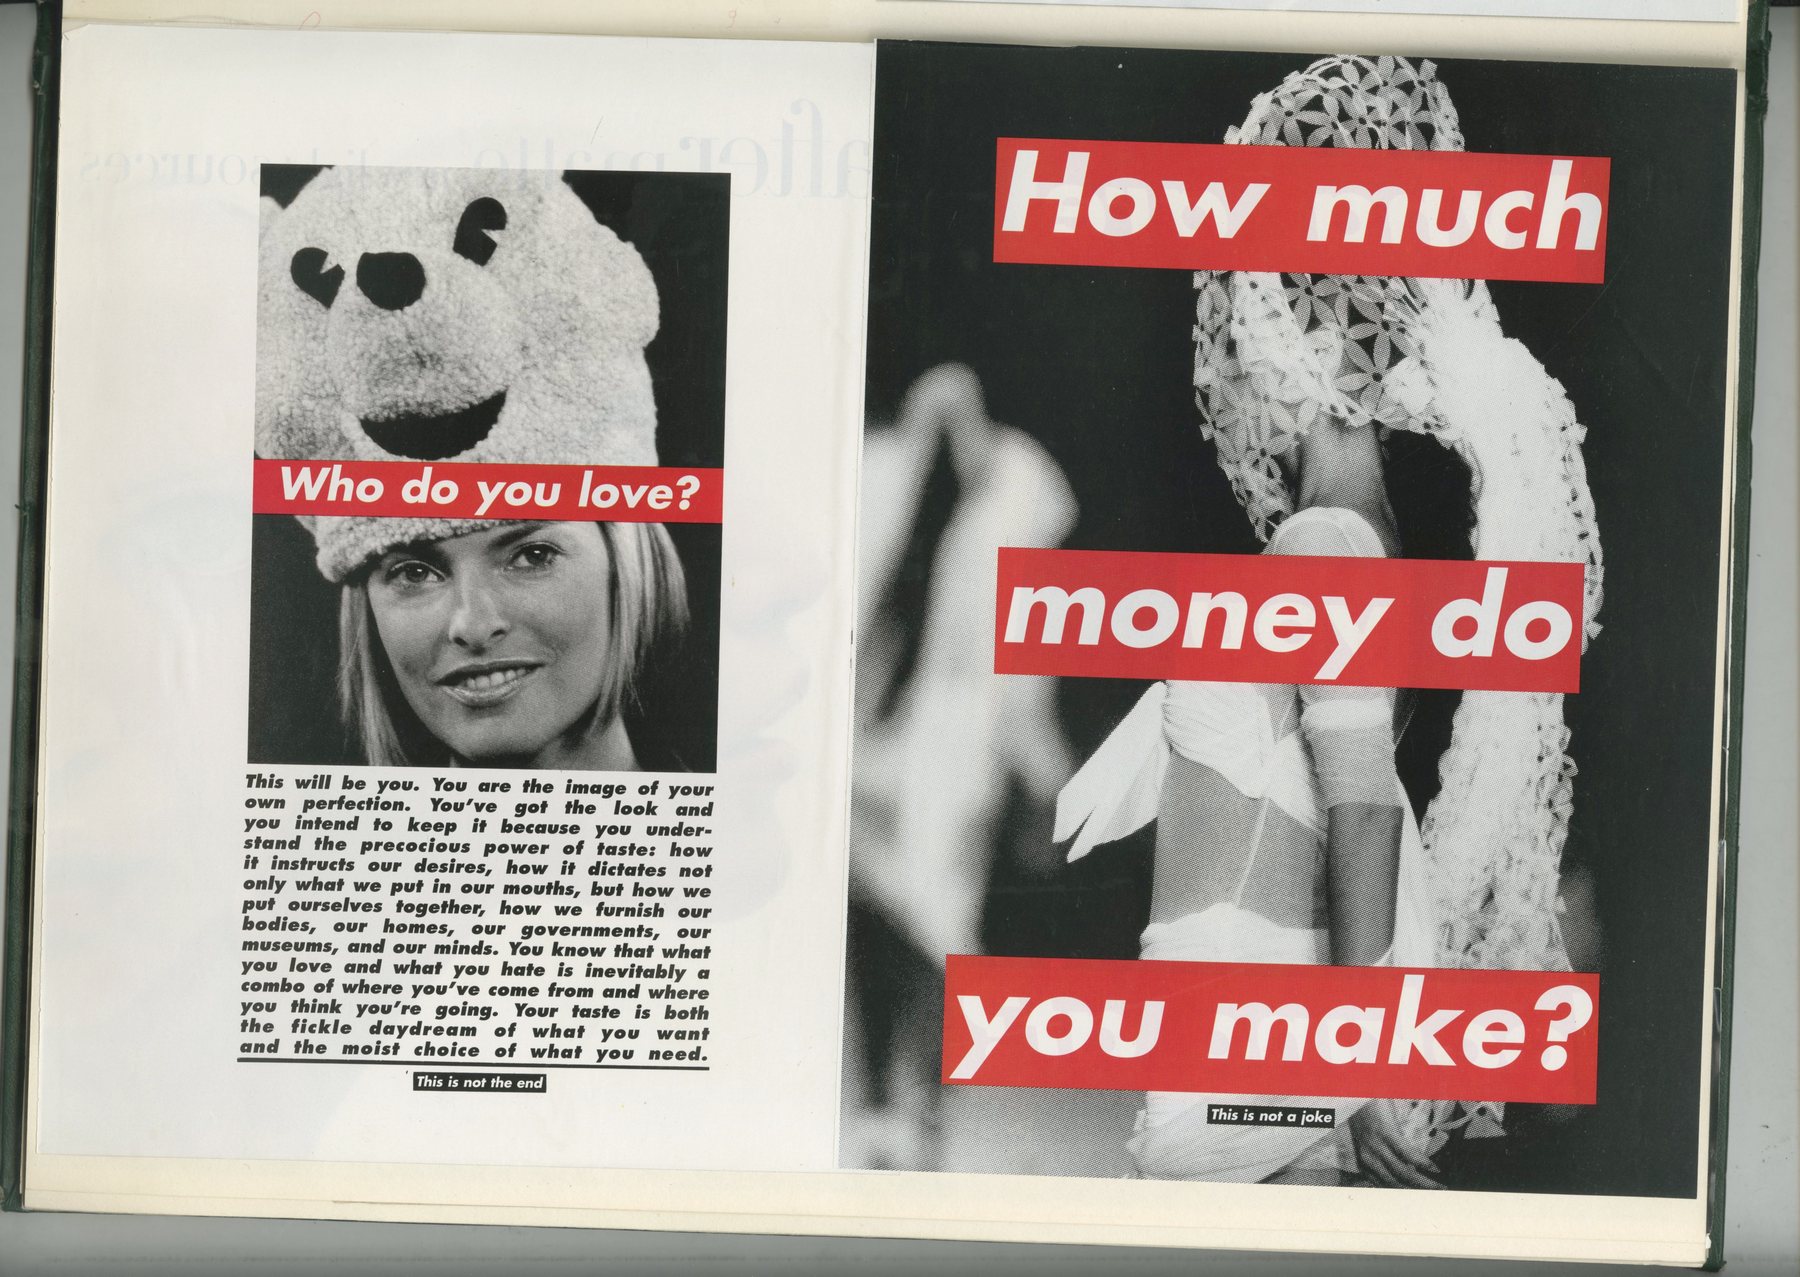 Who do you love?
This will be you. You are the image of your
own perfection. You've got the look and
you intend to keep it because you under-
stand the precocious power of taste: how
it instructs our desires, how it dictates not
only what we put in our mouths, but how we
put ourselves together, how we furnish our
bodies, our homes, our governments, our
museums, and our minds. You know that what
you love and what you hate is inevitably a
combo of where you've come from and where
you think you're going. Your taste is both
the fickle daydream of what you want
and the moist choice of what you need.
This is not the end
How much
money do
you make?
This is not a joke